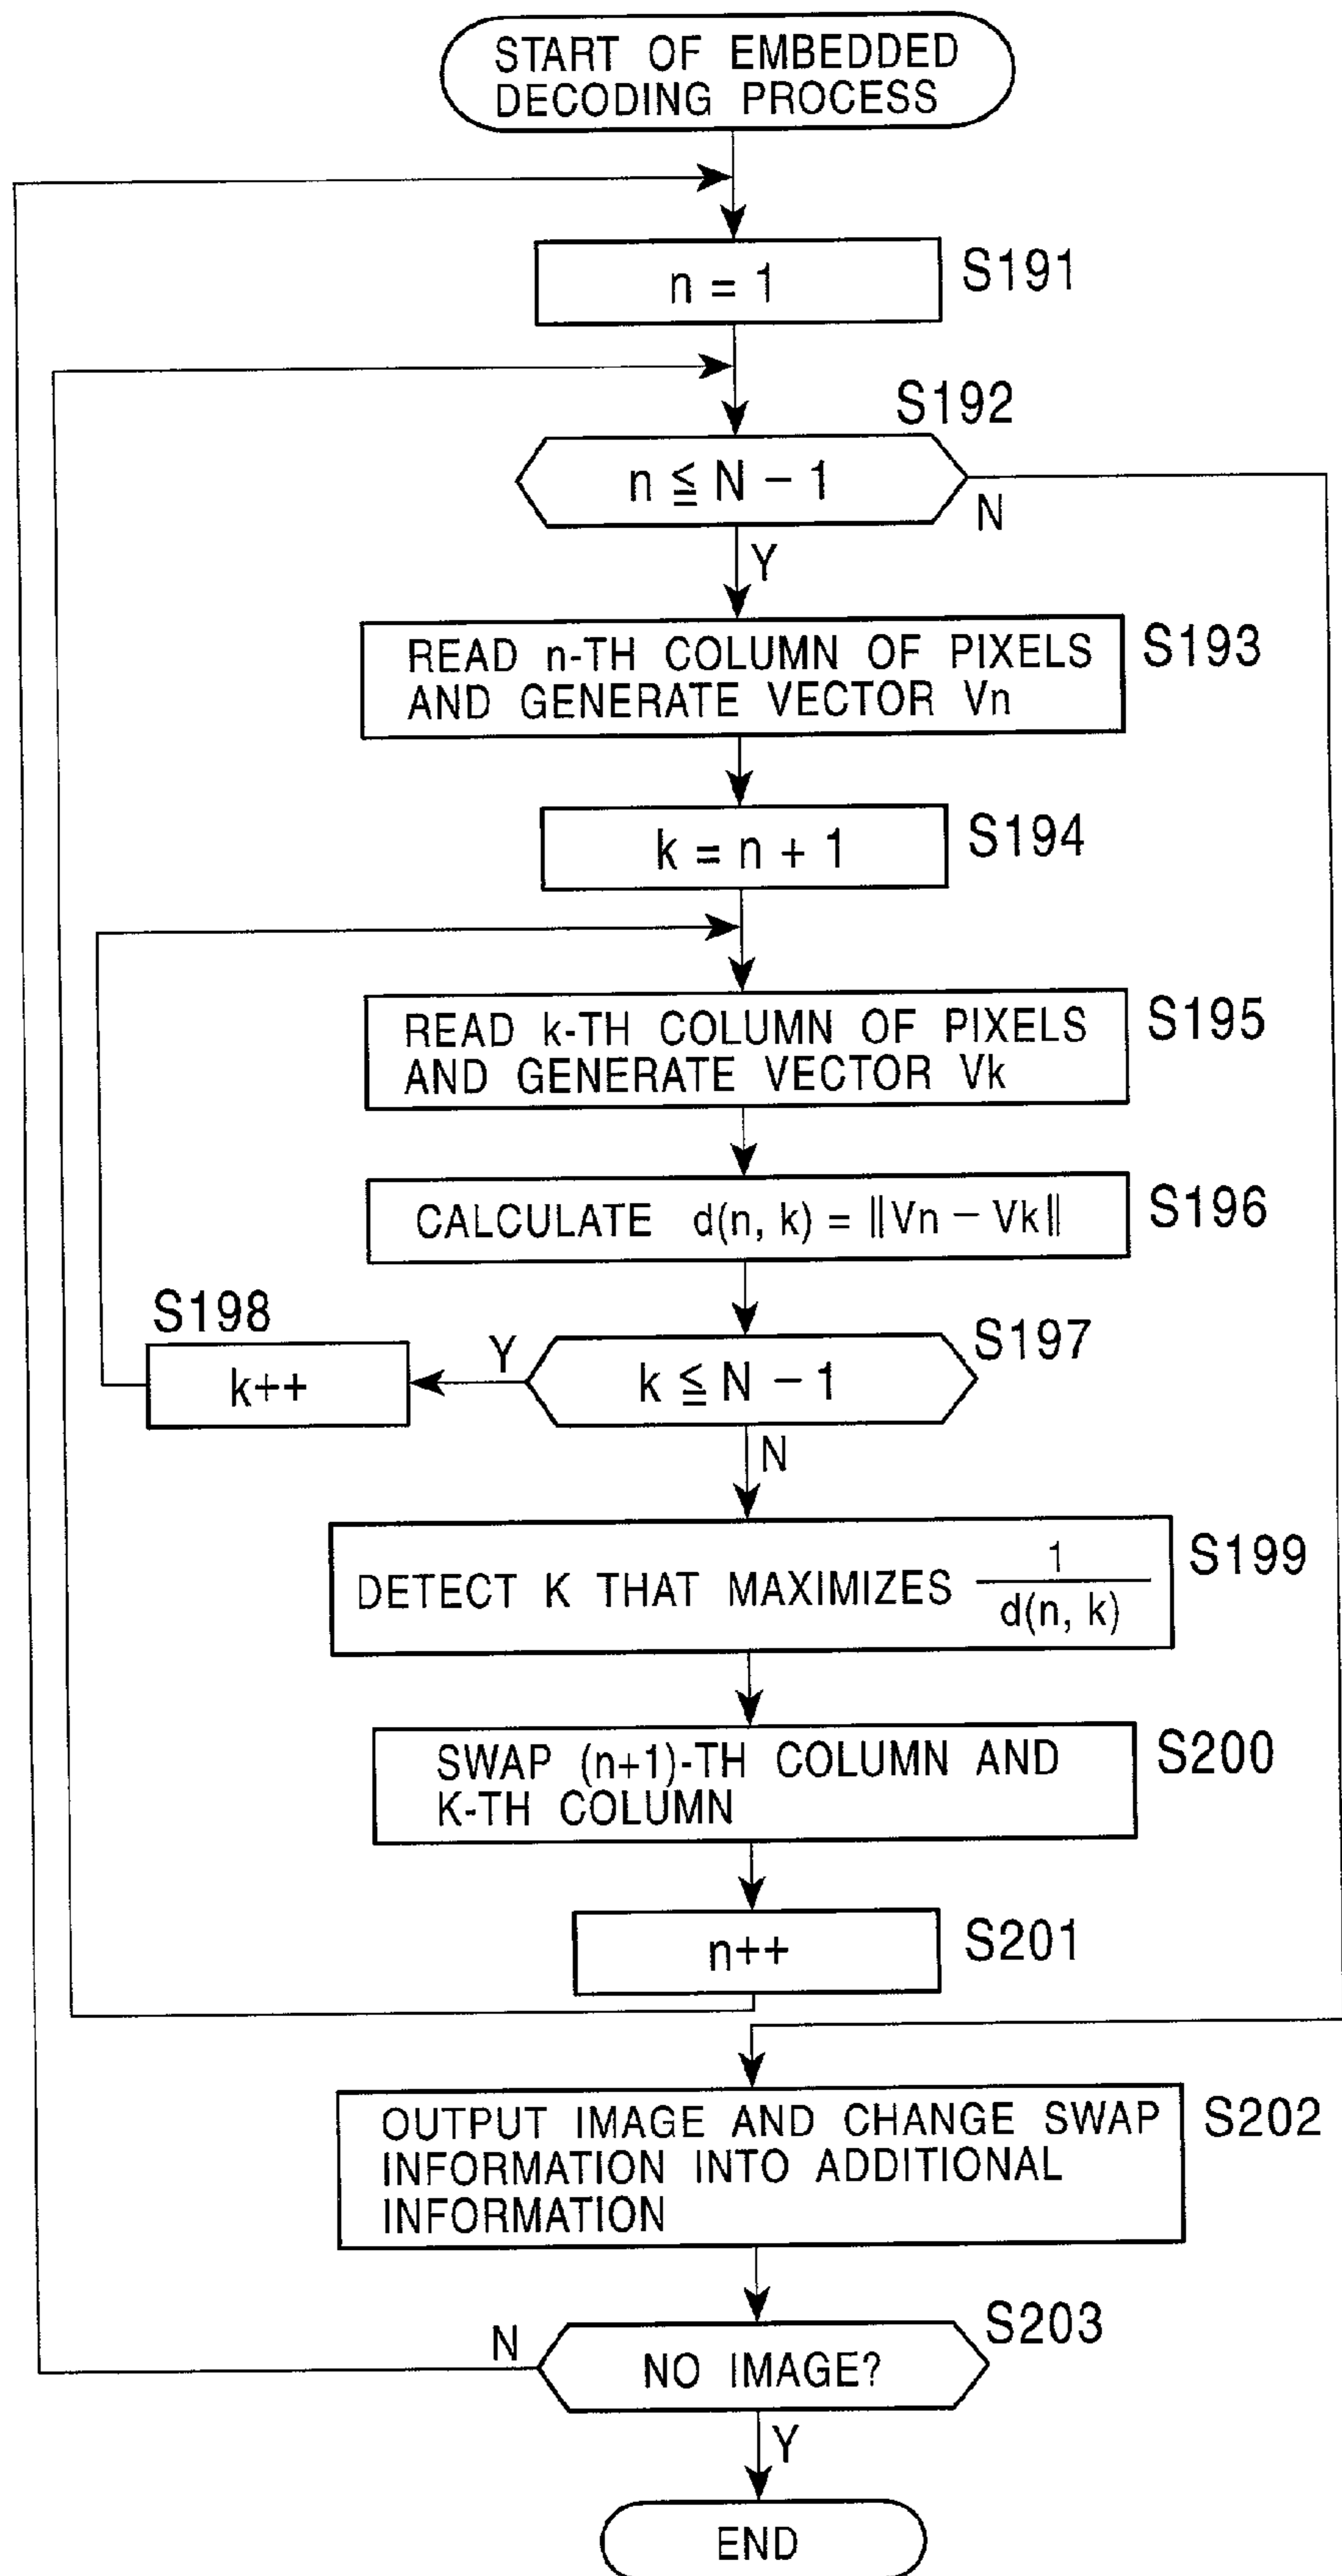 START OF EMBEDDED
DECODING PROCESS
n = 1
S191
S192
n ≦ N − 1
N
Y
READ n-TH COLUMN OF PIXELS
AND GENERATE VECTOR Vn
S193
k = n + 1
S194
READ k-TH COLUMN OF PIXELS
AND GENERATE VECTOR Vk
S195
CALCULATE d(n, k) = ||Vn − Vk||
S196
S198
k++
Y
k ≦ N − 1
S197
N
DETECT K THAT MAXIMIZES 1 / d(n, k)
S199
SWAP (n+1)-TH COLUMN AND
K-TH COLUMN
S200
n++
S201
OUTPUT IMAGE AND CHANGE SWAP
INFORMATION INTO ADDITIONAL
INFORMATION
S202
N
NO IMAGE?
S203
Y
END